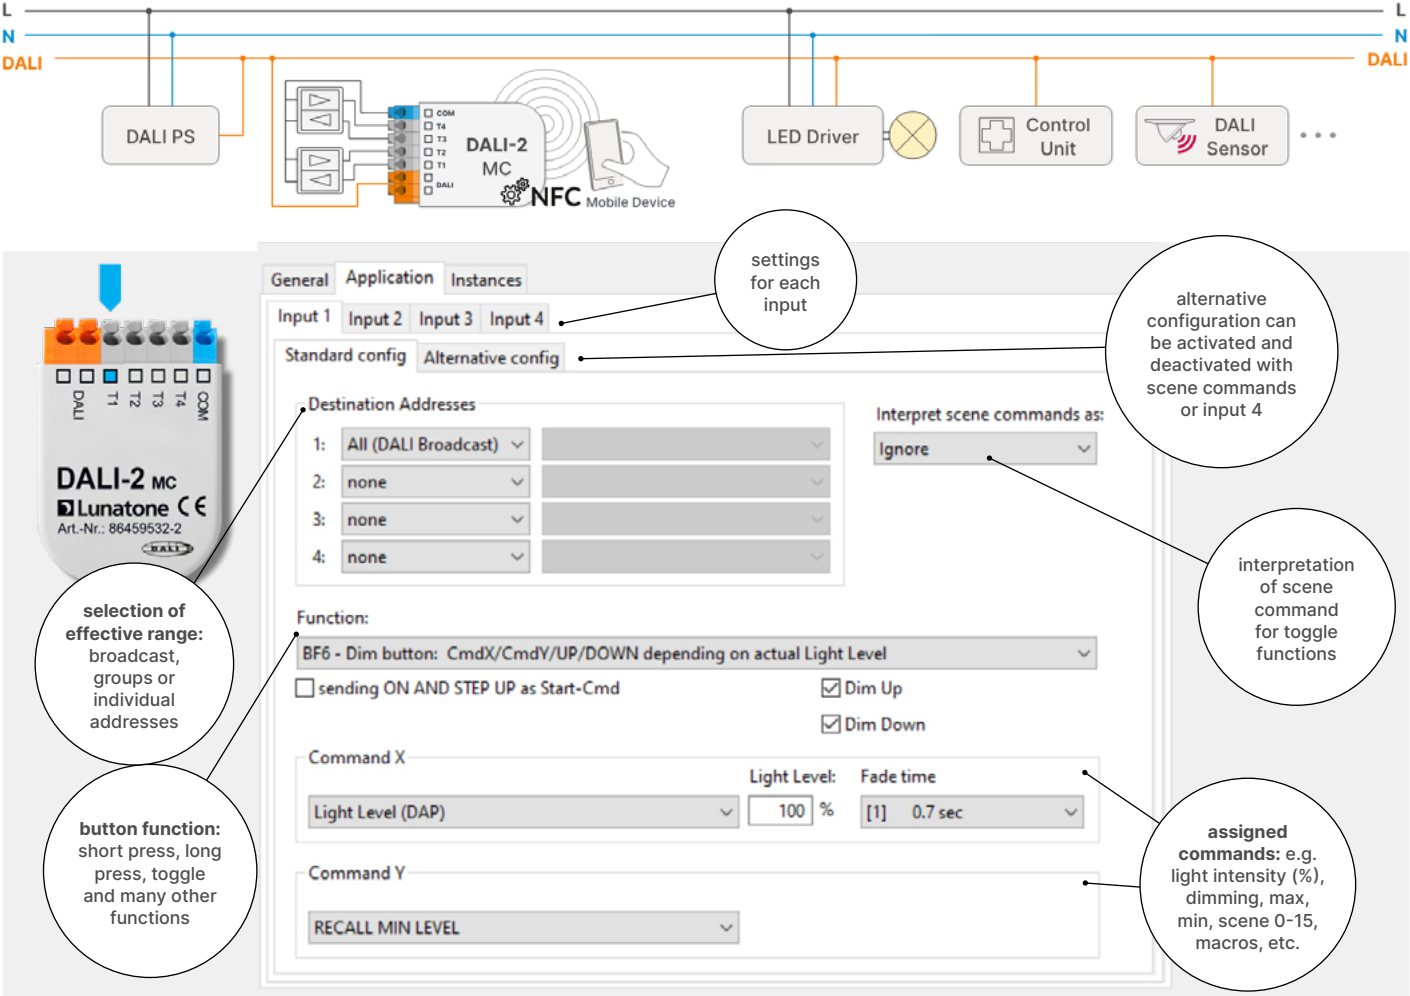 L
L
N
N
DALI
DALI
DALI PS
COM
T4
T3
T2
T1
DALI
DALI-2
MC
NFC
Mobile Device
LED Driver
Control
Unit
DALI
Sensor
General
Application
Instances
settings
for each
input
Input 1
Input 2
Input 3
Input 4
Standard config
Alternative config
alternative
configuration can
be activated and
deactivated with
scene commands
or input 4
DALI
T1
T2
T3
T4
COM
DALI-2 MC
Lunatone CE
Art.-Nr.: 86459532-2
DALI
Destination Addresses
1: All (DALI Broadcast)
2: none
3: none
4: none
Interpret scene commands as:
Ignore
interpretation
of scene
command
for toggle
functions
selection of
effective range:
broadcast,
groups or
individual
addresses
Function:
BF6 - Dim button: CmdX/CmdY/UP/DOWN depending on actual Light Level
sending ON AND STEP UP as Start-Cmd
Dim Up
Dim Down
button function:
short press, long
press, toggle
and many other
functions
Command X
Light Level:
Fade time
Light Level (DAP)
100 %
[1] 0.7 sec
Command Y
RECALL MIN LEVEL
assigned
commands: e.g.
light intensity (%),
dimming, max,
min, scene 0-15,
macros, etc.